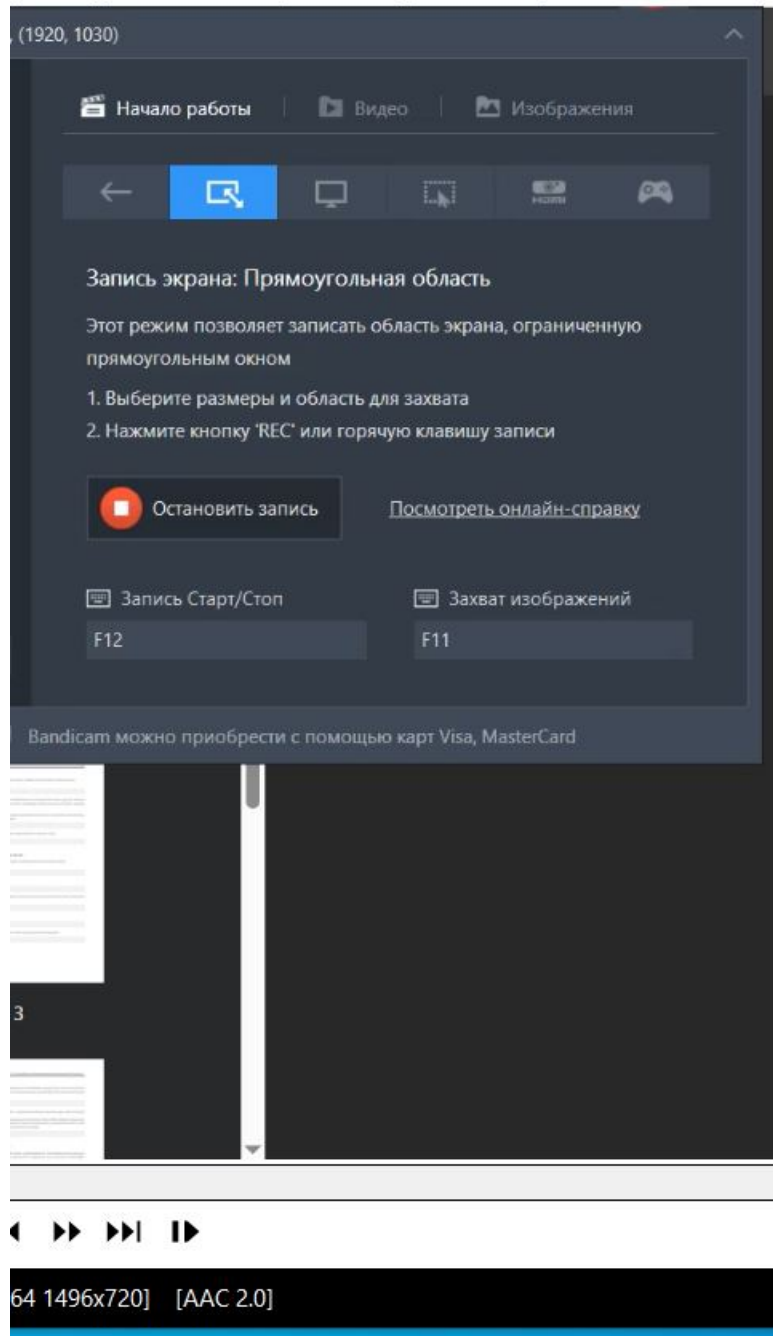 , (1920, 1030)
Начало работы
Видео
Изображения
HDMI
Запись экрана: Прямоугольная область
Этот режим позволяет записать область экрана, ограниченную
прямоугольным окном
1. Выберите размеры и область для захвата
2. Нажмите кнопку 'REC' или горячую клавишу записи
Остановить запись
Посмотреть онлайн-справку
Запись Старт/Стоп
Захват изображений
F12
F11
Bandicam можно приобрести с помощью карт Visa, MasterCard
3
64 1496x720] [AAC 2.0]